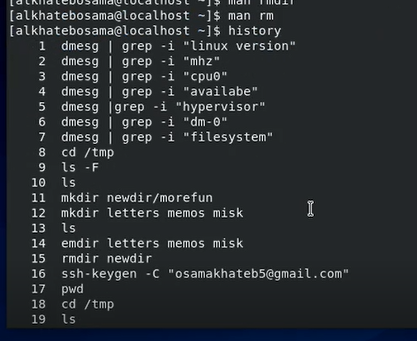 [alkhatebosama@localhost ~]$ man rmdir
[alkhatebosama@localhost ~]$ man rm
[alkhatebosama@localhost ~]$ history
1 dmesg | grep -i "linux version"
2 dmesg | grep -i "mhz"
3 dmesg | grep -i "cpu0"
4 dmesg | grep -i "availabe"
5 dmesg |grep -i "hypervisor"
6 dmesg | grep -i "dm-0"
7 dmesg | grep -i "filesystem"
8 cd /tmp
9 ls -F
10 ls
11 mkdir newdir/morefun
12 mkdir letters memos misk
13 ls
14 emdir letters memos misk
15 rmdir newdir
16 ssh-keygen -C "osamakhateb5@gmail.com"
17 pwd
18 cd /tmp
19 ls